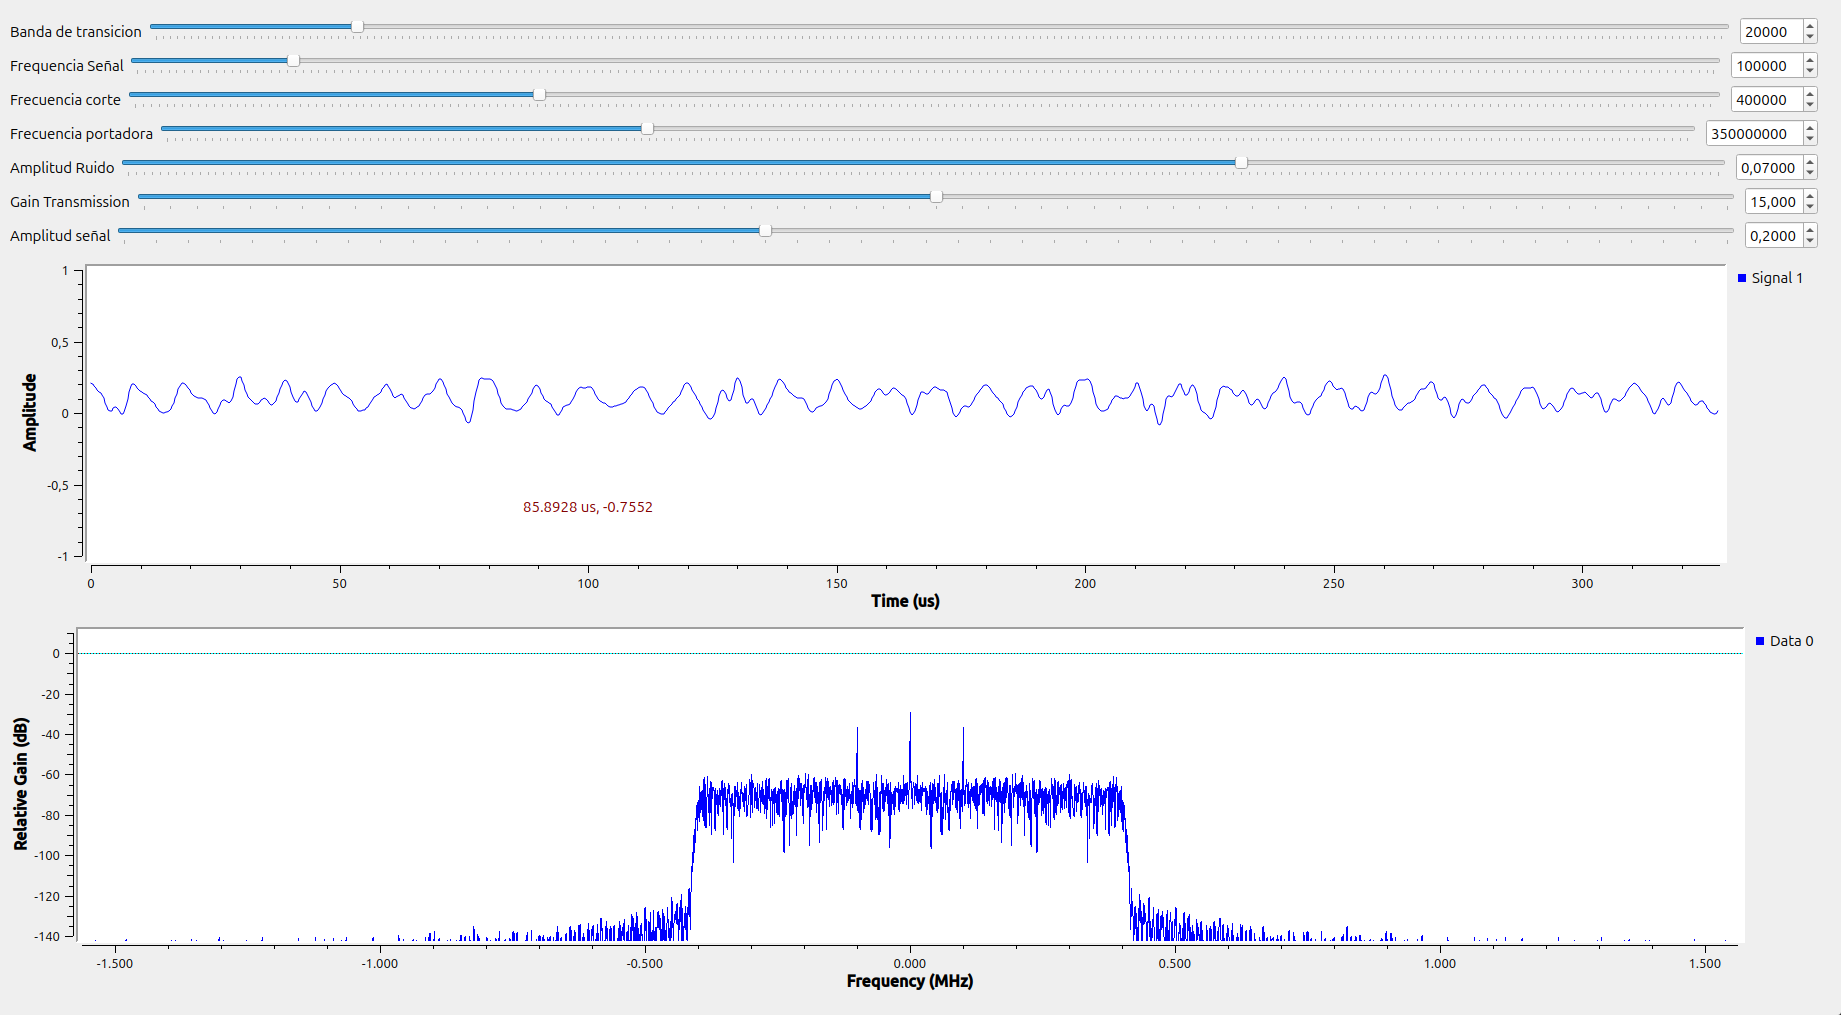 Banda de transicion 20000
Frequencia Señal 100000
Frecuencia corte 400000
Frecuencia portadora 350000000
Amplitud Ruido 0,07000
Gain Transmission 15,000
Amplitud señal 0,2000
Signal 1
1
0,5
0
-0,5
-1
Amplitude
85.8928 us, -0.7552
0 50 100 150 200 250 300
Time (us)
Data 0
0
-20
-40
-60
-80
-100
-120
-140
Relative Gain (dB)
-1.500 -1.000 -0.500 0.000 0.500 1.000 1.500
Frequency (MHz)